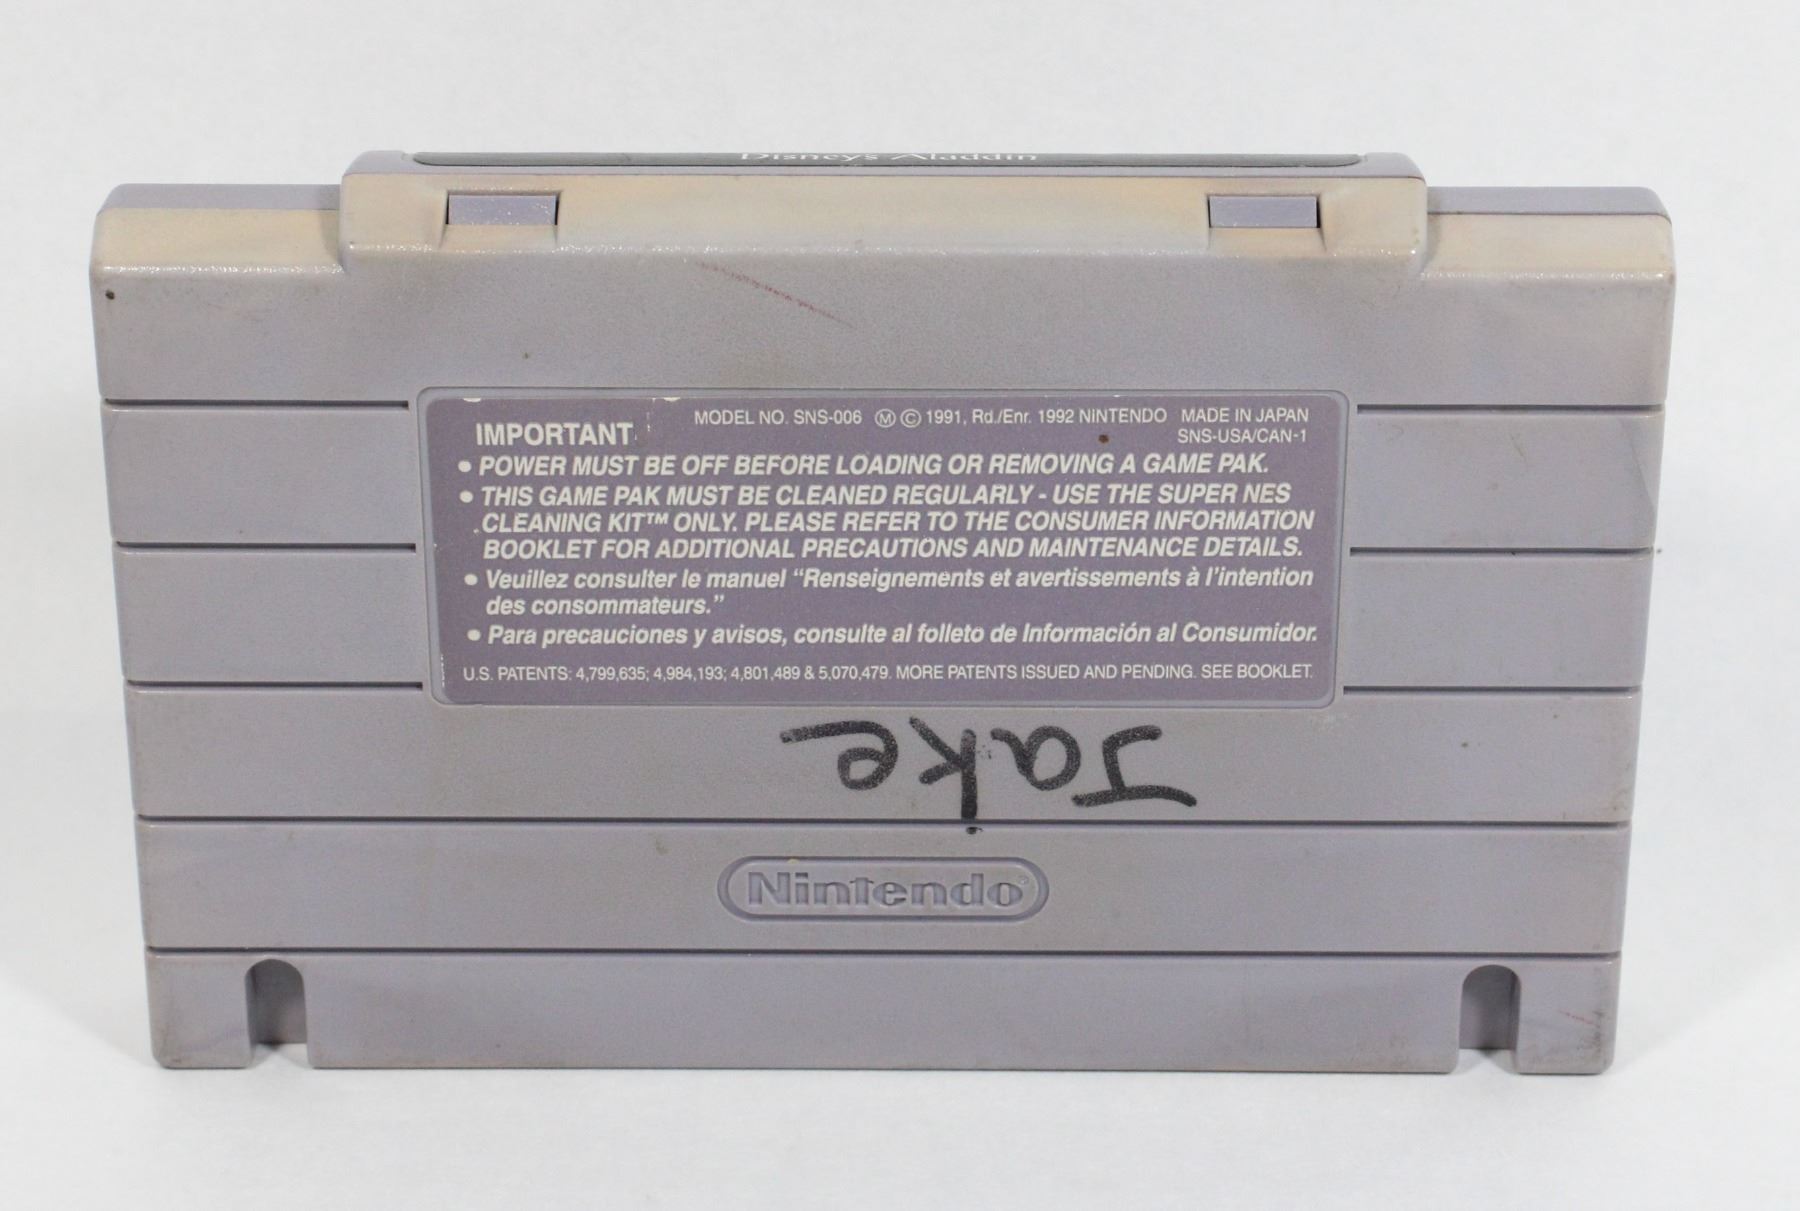 Disney's Aladdin
IMPORTANT
MODEL NO. SNS-006 Ⓜ © 1991, Rd./Enr. 1992 NINTENDO MADE IN JAPAN
SNS-USA/CAN-1
• POWER MUST BE OFF BEFORE LOADING OR REMOVING A GAME PAK.
• THIS GAME PAK MUST BE CLEANED REGULARLY - USE THE SUPER NES
CLEANING KIT™ ONLY. PLEASE REFER TO THE CONSUMER INFORMATION
BOOKLET FOR ADDITIONAL PRECAUTIONS AND MAINTENANCE DETAILS.
• Veuillez consulter le manuel “Renseignements et avertissements à l'intention
des consommateurs.”
• Para precauciones y avisos, consulte al folleto de Información al Consumidor.
U.S. PATENTS: 4,799,635; 4,984,193; 4,801,489 & 5,070,479. MORE PATENTS ISSUED AND PENDING. SEE BOOKLET.
Jake
Nintendo®